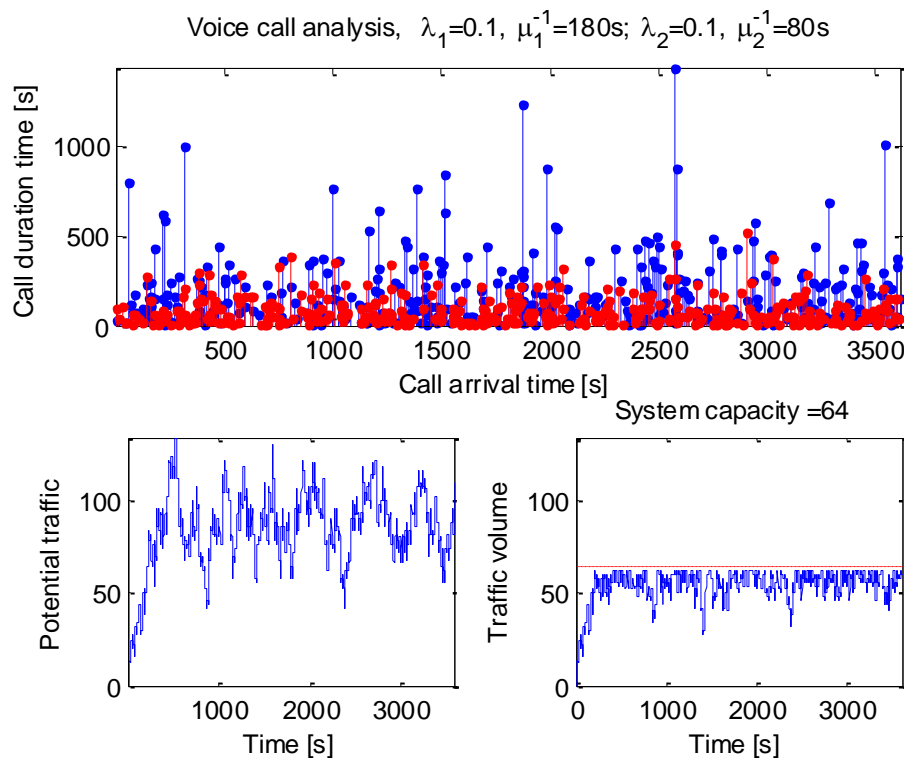 Voice call analysis, λ₁=0.1, μ₁⁻¹=180s; λ₂=0.1, μ₂⁻¹=80s
Call duration time [s]
1000
500
0
500 1000 1500 2000 2500 3000 3500
Call arrival time [s]
System capacity =64
Potential traffic
100
50
0
1000 2000 3000
Time [s]
Traffic volume
100
50
0
0 1000 2000 3000
Time [s]